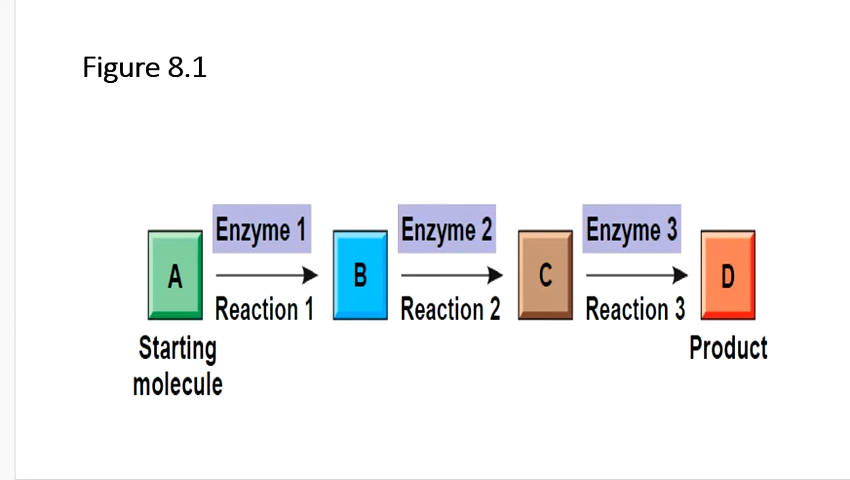 Figure 8.1
Enzyme 1
Enzyme 2
Enzyme 3
A
B
C
D
Reaction 1
Reaction 2
Reaction 3
Starting
molecule
Product